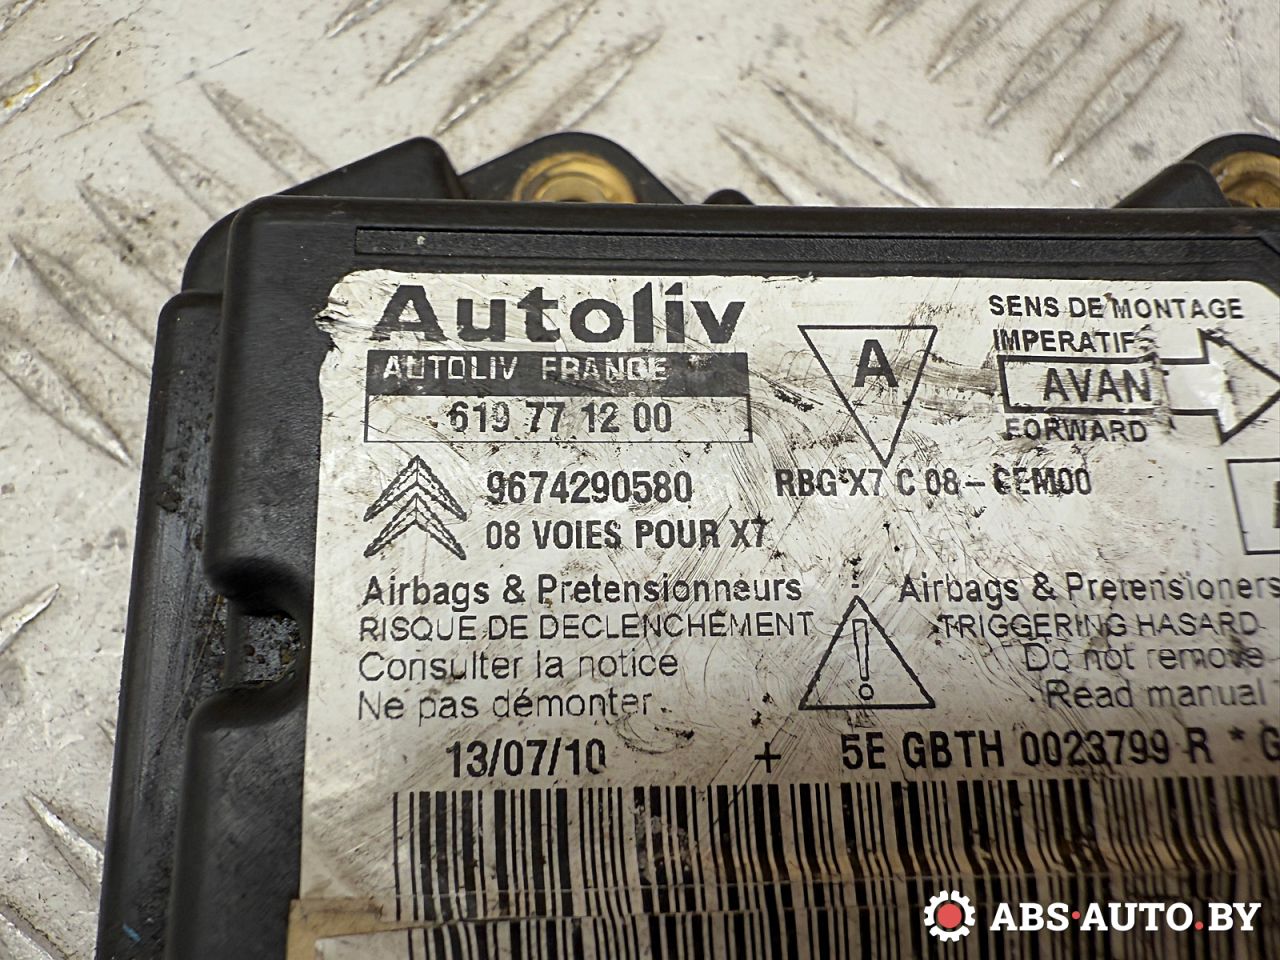 Autoliv
AUTOLIV FRANCE
619 77 12 00
A
SENS DE MONTAGE
IMPERATIF
AVAN
FORWARD
9674290580
RBG X7 C 08-CEM00
08 VOIES POUR X7
Airbags & Pretensionneurs
RISQUE DE DECLENCHEMENT
Consulter la notice
Ne pas démonter
Airbags & Pretensioners
TRIGGERING HASARD
Do not remove
Read manual
13/07/10 + 5E GBTH 0023799 R * G
ABS-AUTO.BY